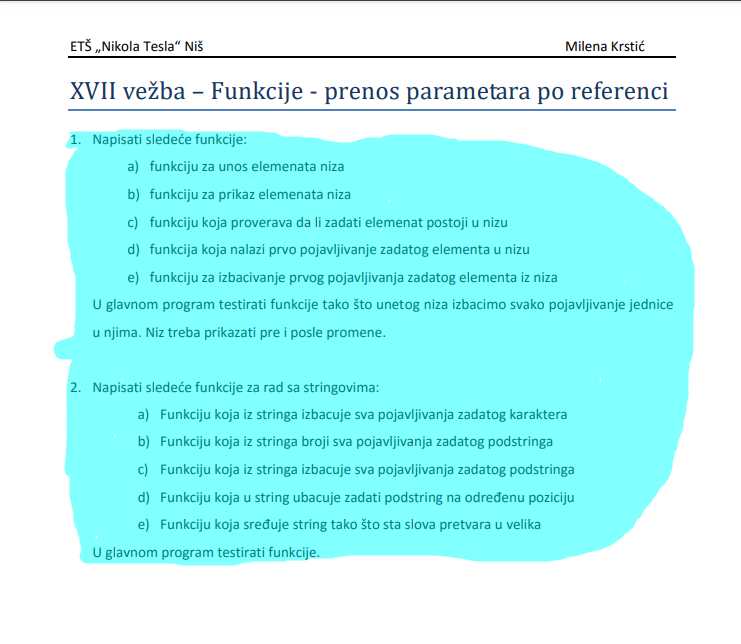 ETŠ „Nikola Tesla“ Niš Milena Krstić
XVII vežba – Funkcije - prenos parametara po referenci
1. Napisati sledeće funkcije:
a) funkciju za unos elemenata niza
b) funkciju za prikaz elemenata niza
c) funkciju koja proverava da li zadati elemenat postoji u nizu
d) funkcija koja nalazi prvo pojavljivanje zadatog elementa u nizu
e) funkciju za izbacivanje prvog pojavljivanja zadatog elementa iz niza
U glavnom program testirati funkcije tako što unetog niza izbacimo svako pojavljivanje jednice
u njima. Niz treba prikazati pre i posle promene.
2. Napisati sledeće funkcije za rad sa stringovima:
a) Funkciju koja iz stringa izbacuje sva pojavljivanja zadatog karaktera
b) Funkciju koja iz stringa broji sva pojavljivanja zadatog podstringa
c) Funkciju koja iz stringa izbacuje sva pojavljivanja zadatog podstringa
d) Funkciju koja u string ubacuje zadati podstring na određenu poziciju
e) Funkciju koja sređuje string tako što sta slova pretvara u velika
U glavnom program testirati funkcije.